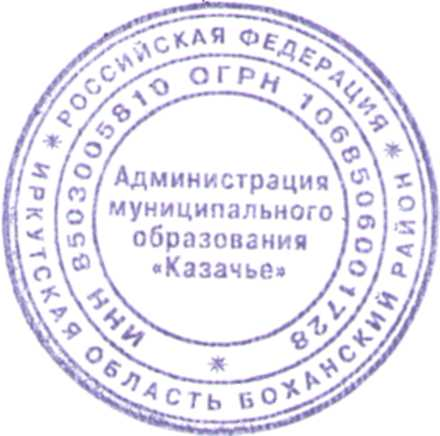 * РОССИЙСКАЯ ФЕДЕРАЦИЯ *
ИРКУТСКАЯ ОБЛАСТЬ БОХАНСКИЙ РАЙОН
ИНН 8503005810 ОГРН 1068506001728
*
Администрация
муниципального
образования
«Казачье»